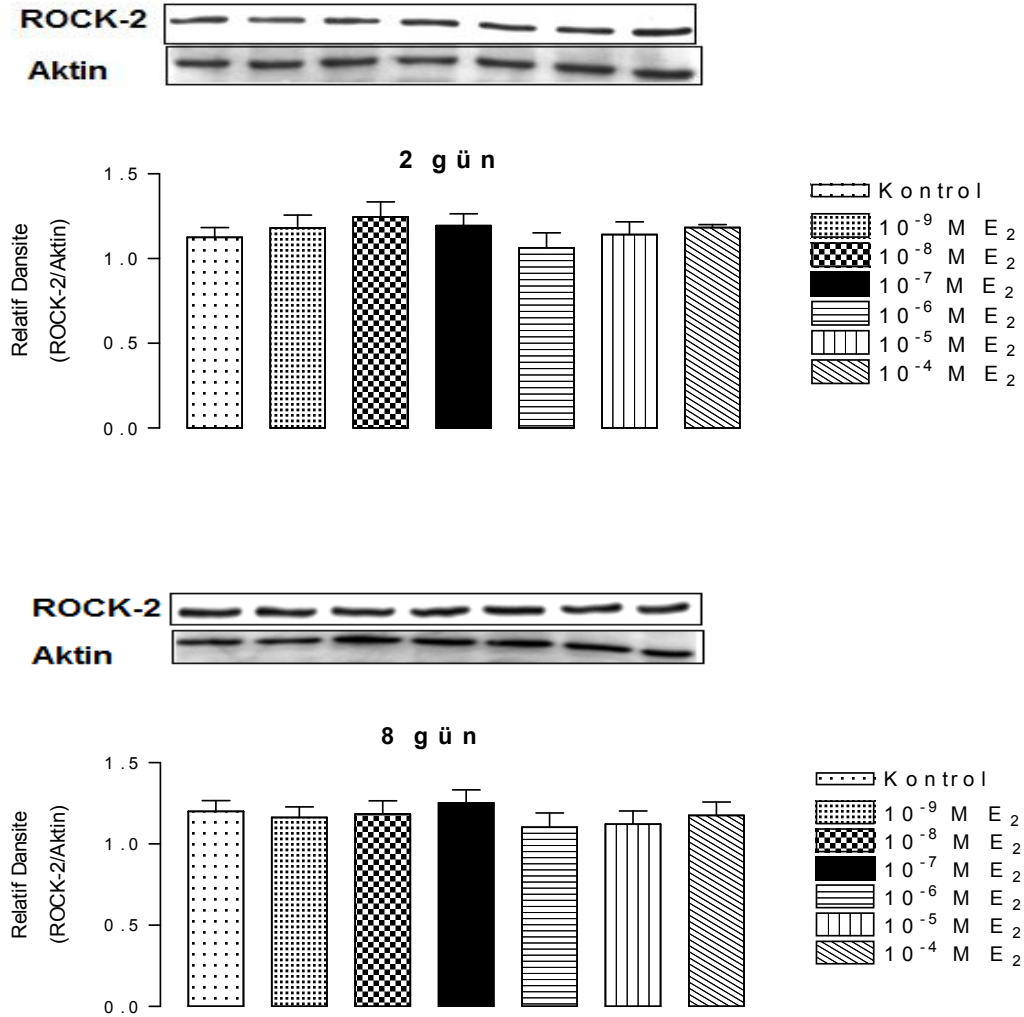 ROCK-2
Aktin
2 gün
Relatif Dansite
(ROCK-2/Aktin)
1.5
1.0
0.5
0.0
Kontrol
10⁻⁹ M E₂
10⁻⁸ M E₂
10⁻⁷ M E₂
10⁻⁶ M E₂
10⁻⁵ M E₂
10⁻⁴ M E₂
ROCK-2
Aktin
8 gün
Relatif Dansite
(ROCK-2/Aktin)
1.5
1.0
0.5
0.0
Kontrol
10⁻⁹ M E₂
10⁻⁸ M E₂
10⁻⁷ M E₂
10⁻⁶ M E₂
10⁻⁵ M E₂
10⁻⁴ M E₂